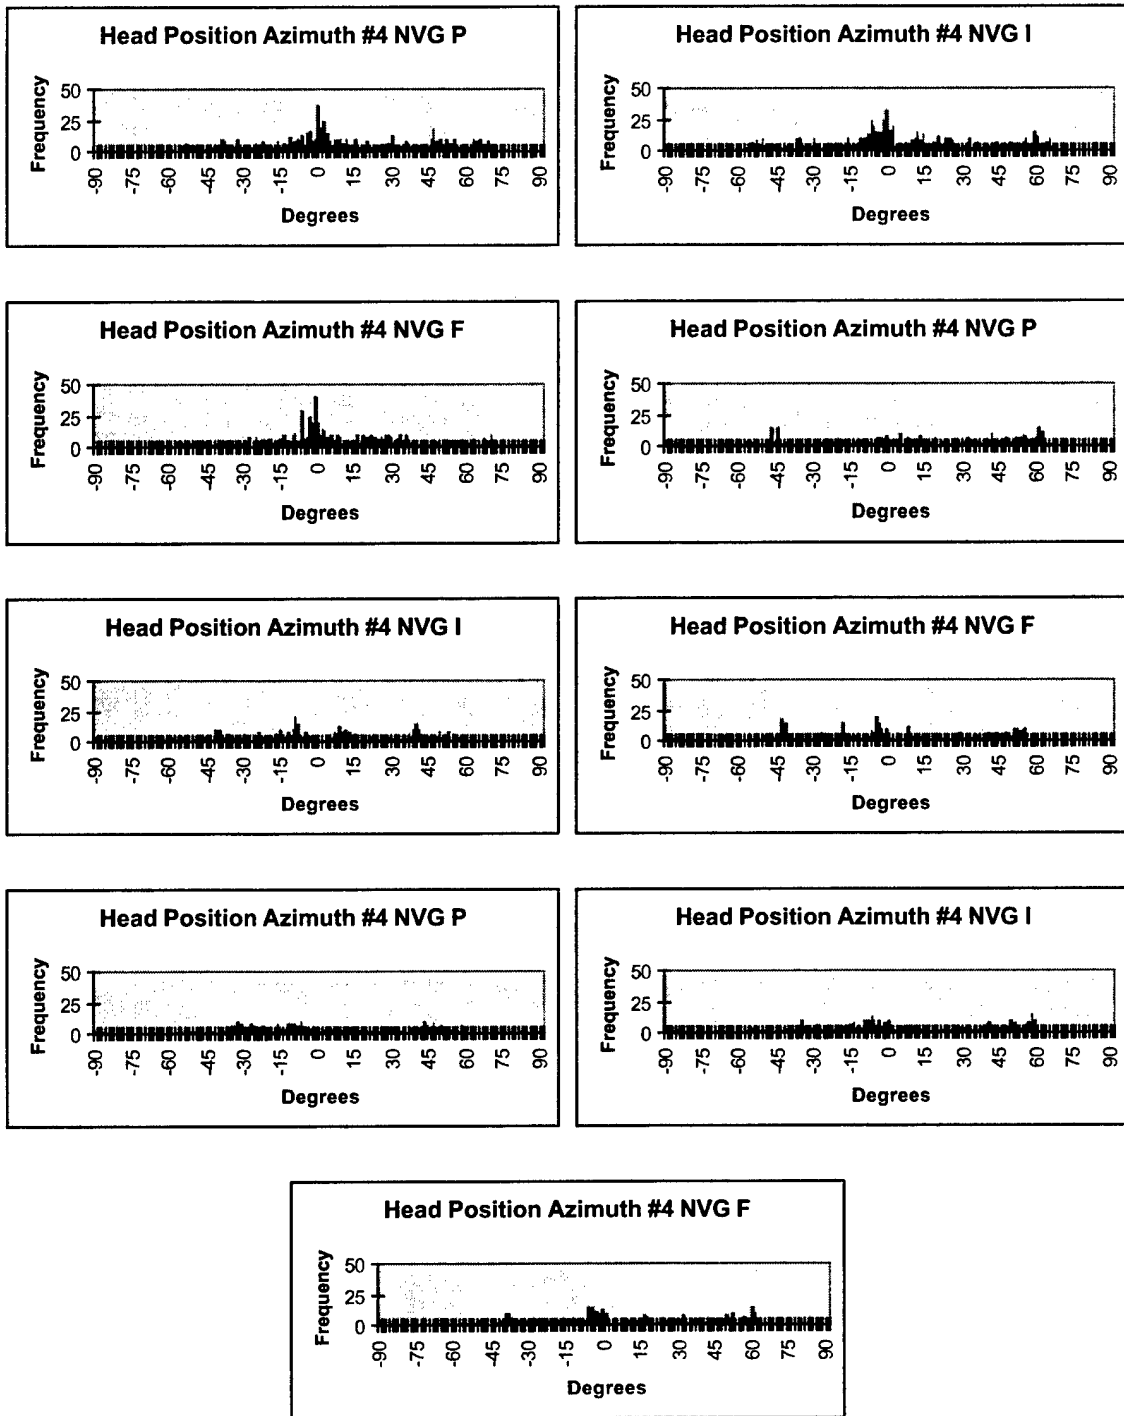 Head Position Azimuth #4 NVG P
Frequency
50
25
0
-90 -75 -60 -45 -30 -15 0 15 30 45 60 75 90
Degrees
Head Position Azimuth #4 NVG I
Frequency
50
25
0
-90 -75 -60 -45 -30 -15 0 15 30 45 60 75 90
Degrees
Head Position Azimuth #4 NVG F
Frequency
50
25
0
-90 -75 -60 -45 -30 -15 0 15 30 45 60 75 90
Degrees
Head Position Azimuth #4 NVG P
Frequency
50
25
0
-90 -75 -60 -45 -30 -15 0 15 30 45 60 75 90
Degrees
Head Position Azimuth #4 NVG I
Frequency
50
25
0
-90 -75 -60 -45 -30 -15 0 15 30 45 60 75 90
Degrees
Head Position Azimuth #4 NVG F
Frequency
50
25
0
-90 -75 -60 -45 -30 -15 0 15 30 45 60 75 90
Degrees
Head Position Azimuth #4 NVG P
Frequency
50
25
0
-90 -75 -60 -45 -30 -15 0 15 30 45 60 75 90
Degrees
Head Position Azimuth #4 NVG I
Frequency
50
25
0
-90 -75 -60 -45 -30 -15 0 15 30 45 60 75 90
Degrees
Head Position Azimuth #4 NVG F
Frequency
50
25
0
-90 -75 -60 -45 -30 -15 0 15 30 45 60 75 90
Degrees